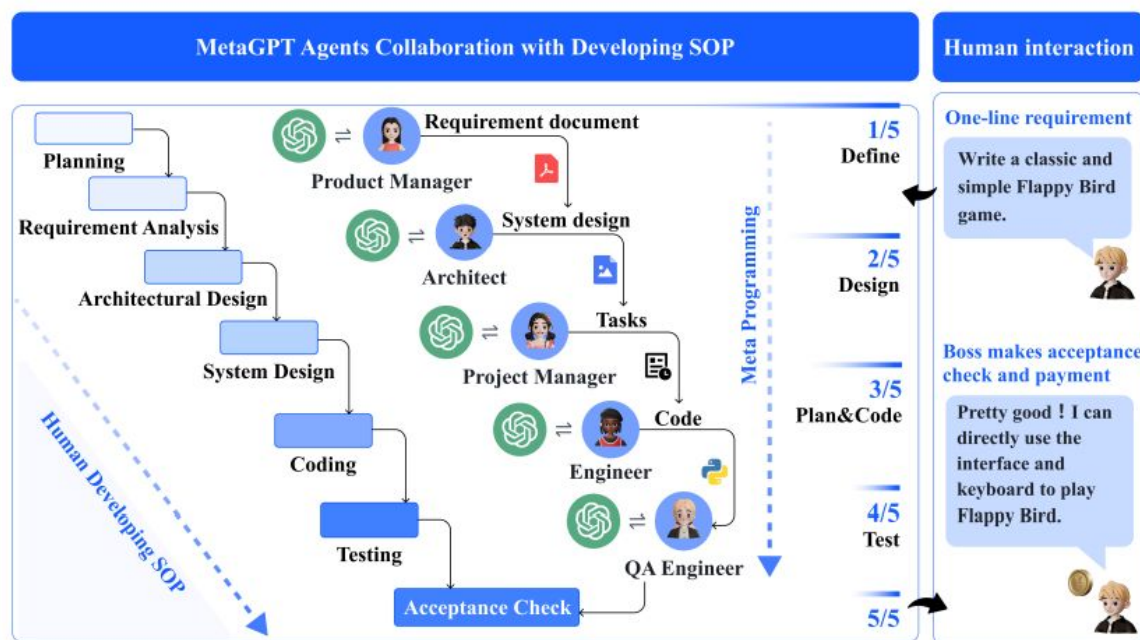 MetaGPT Agents Collaboration with Developing SOP
Human interaction
Planning
Requirement Analysis
Architectural Design
System Design
Coding
Testing
Acceptance Check
Human Developing SOP
Requirement document
Product Manager
System design
Architect
Tasks
Project Manager
Code
Engineer
QA Engineer
Meta Programming
1/5
Define
2/5
Design
3/5
Plan&Code
4/5
Test
5/5
One-line requirement
Write a classic and
simple Flappy Bird
game.
Boss makes acceptance
check and payment
Pretty good ! I can
directly use the
interface and
keyboard to play
Flappy Bird.